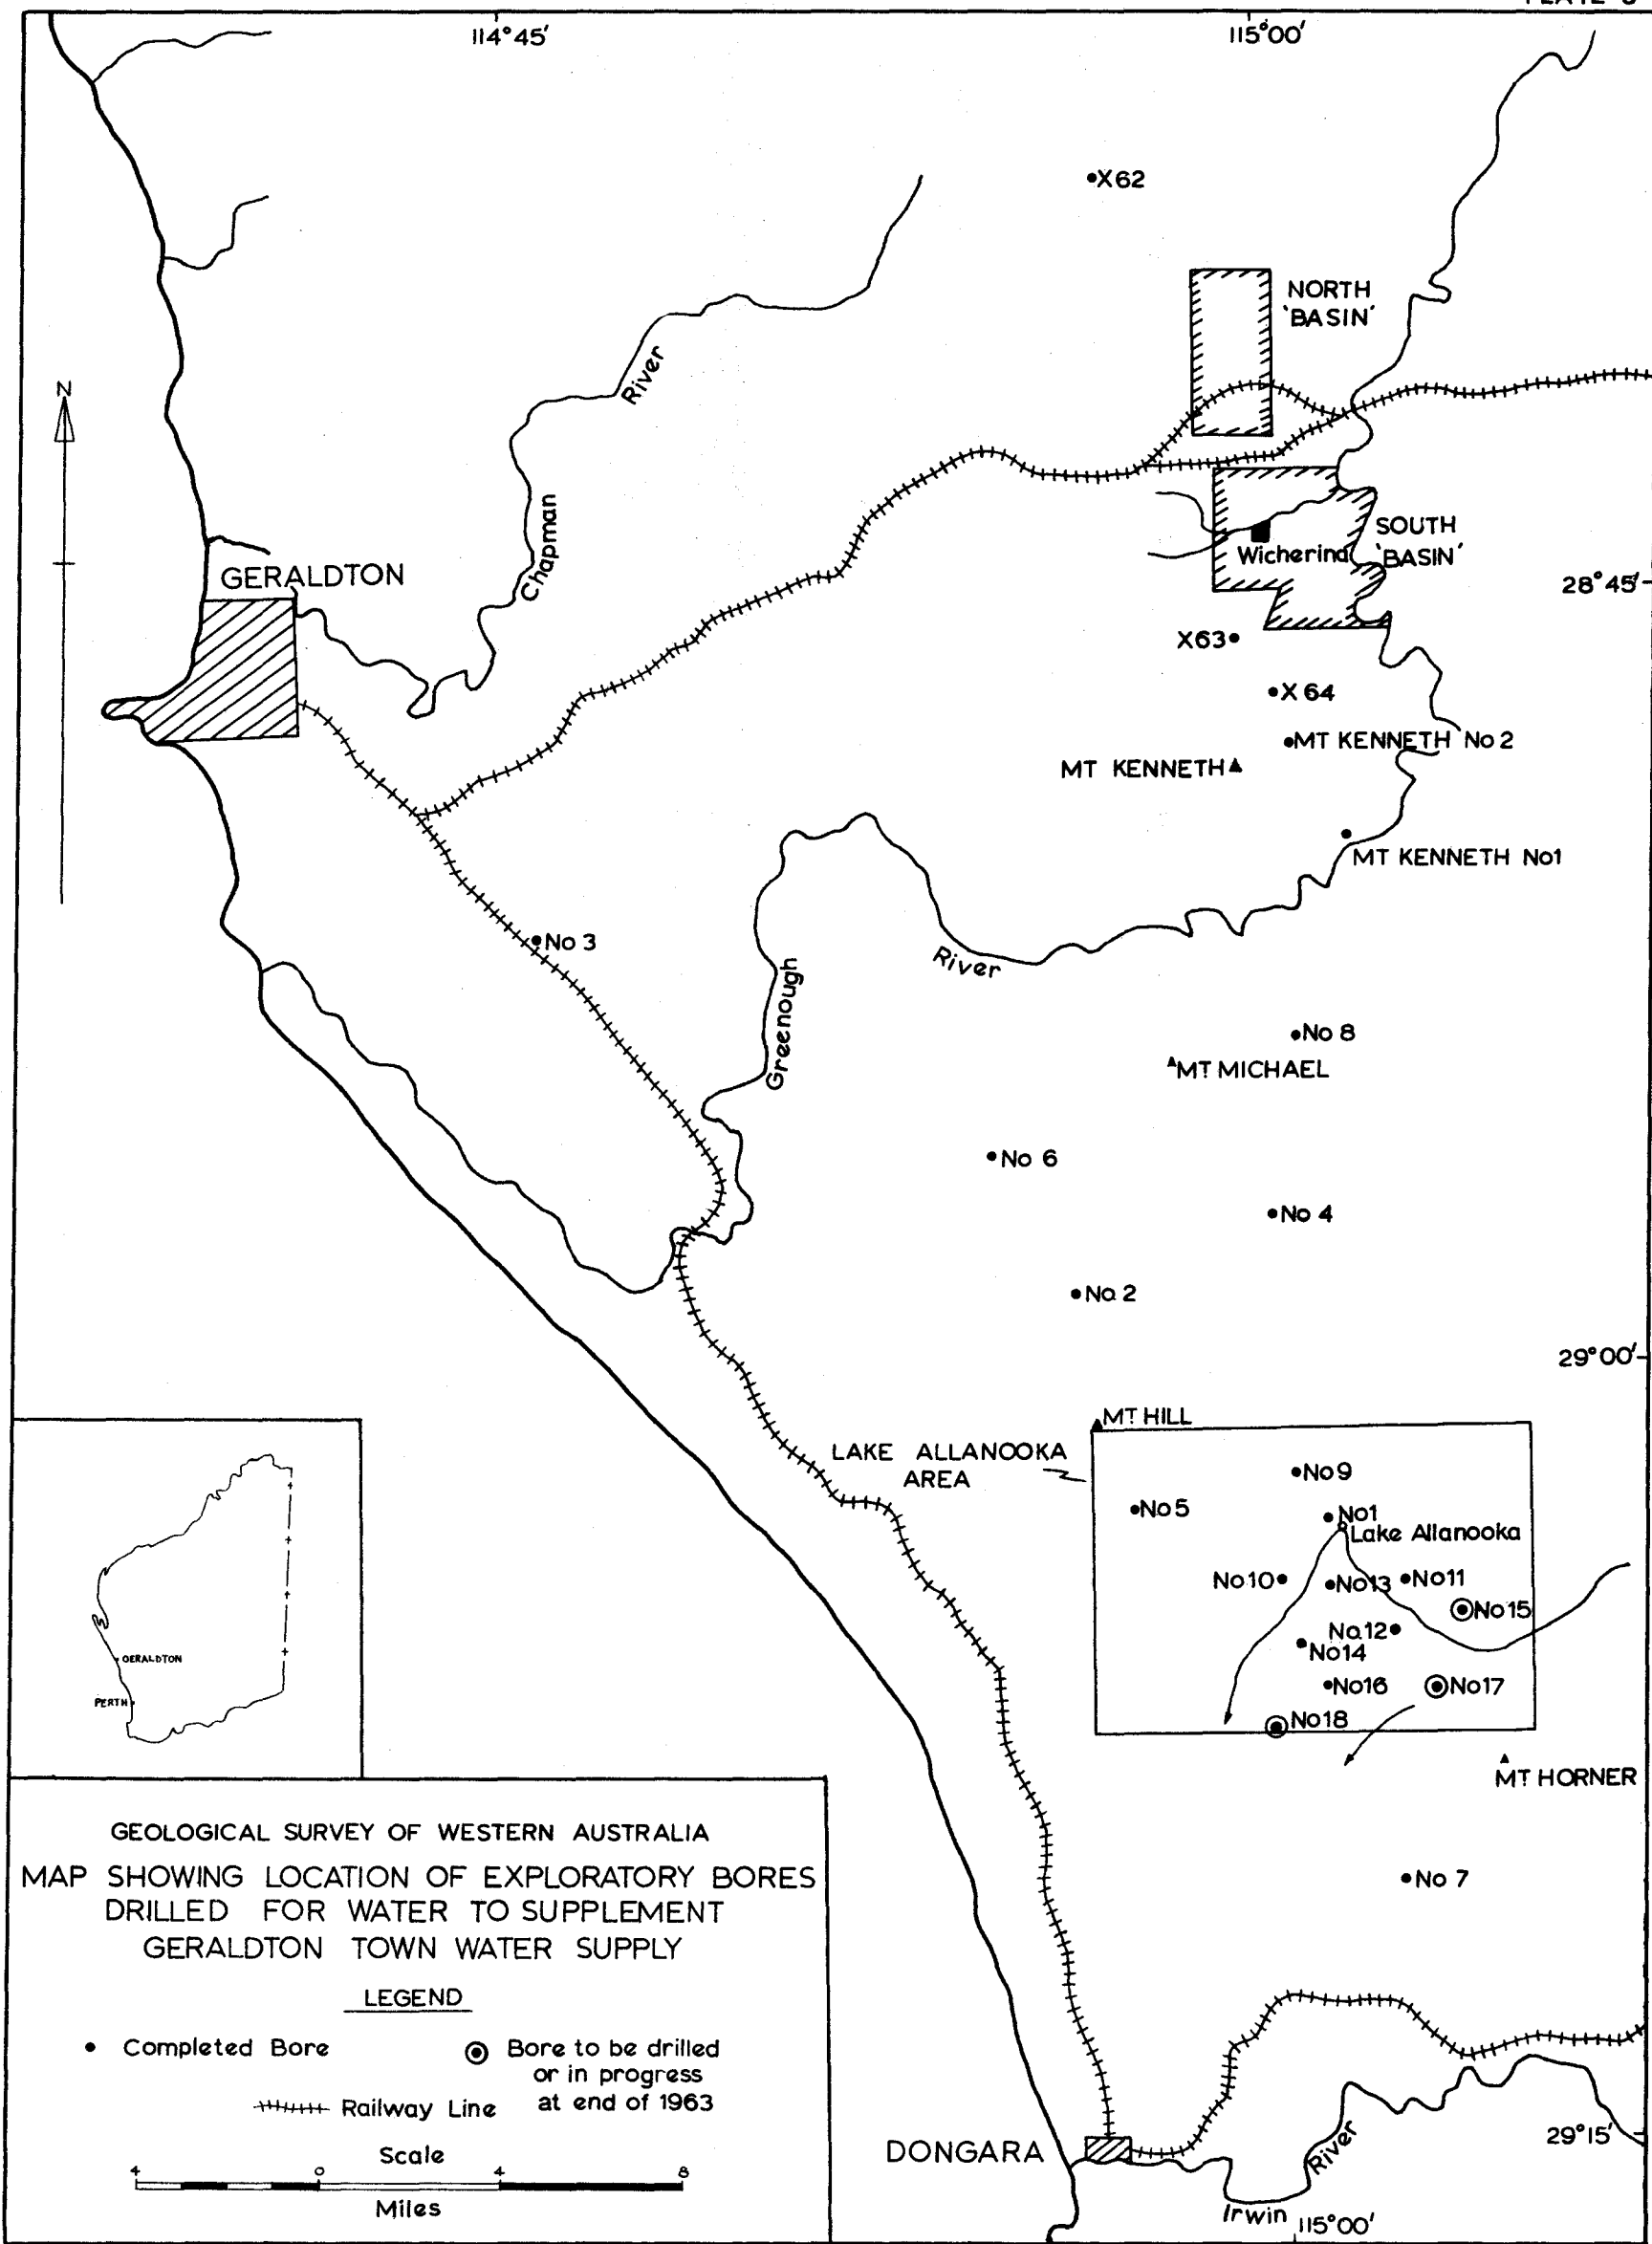 114°45'
115°00'
X62
NORTH
'BASIN'
N
River
Chapman
SOUTH
'BASIN'
Wicherina
GERALDTON
28°45'
X63
X 64
MT KENNETH No 2
MT KENNETH
MT KENNETH No1
No 3
River
Greenough
No 8
MT MICHAEL
No 6
No 4
No 2
29°00'
MT HILL
LAKE ALLANOOKA
AREA
No 9
No 5
No1
Lake Allanooka
No 10
No13
No11
No 15
No 12
No14
No16
No17
No18
MT HORNER
GERALDTON
PERTH
GEOLOGICAL SURVEY OF WESTERN AUSTRALIA
MAP SHOWING LOCATION OF EXPLORATORY BORES
DRILLED FOR WATER TO SUPPLEMENT
GERALDTON TOWN WATER SUPPLY
LEGEND
Completed Bore
Bore to be drilled
or in progress
at end of 1963
Railway Line
Scale
4 0 4 8
Miles
No 7
DONGARA
29°15'
River
Irwin
115°00'